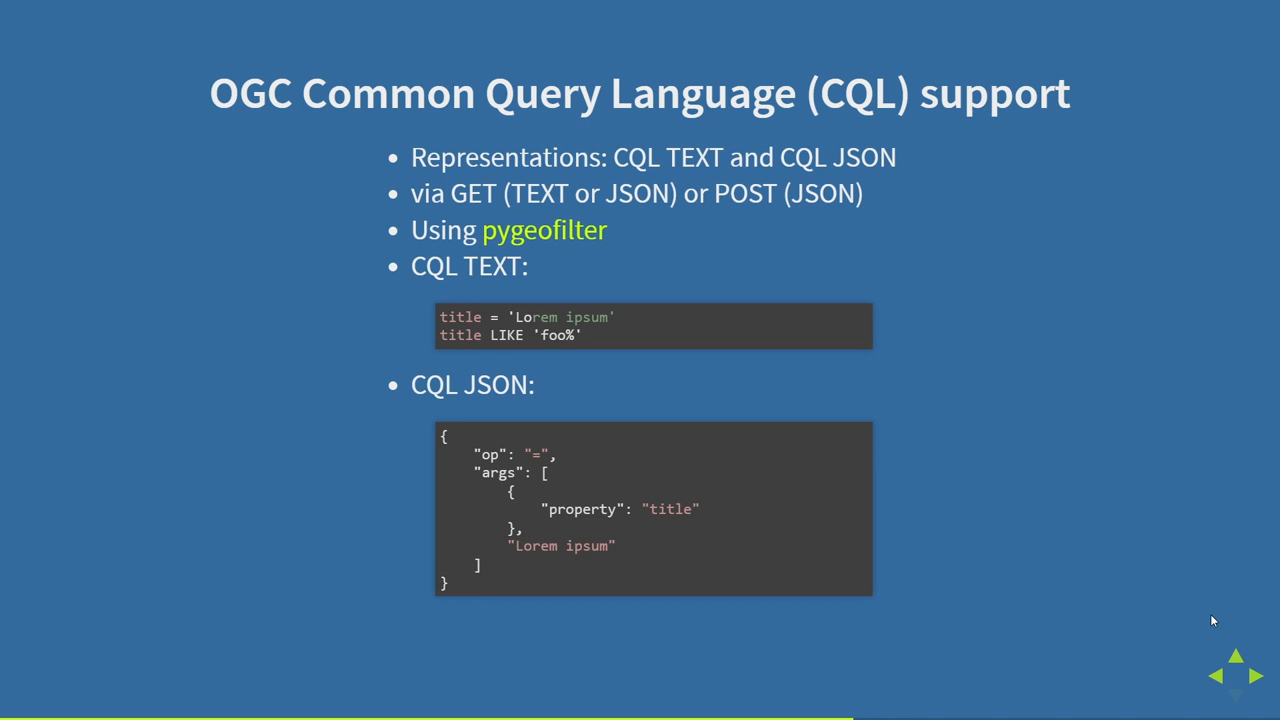 OGC Common Query Language (CQL) support
• Representations: CQL TEXT and CQL JSON
• via GET (TEXT or JSON) or POST (JSON)
• Using pygeofilter
• CQL TEXT:
title = 'Lorem ipsum'
title LIKE 'foo%'
• CQL JSON:
{
    "op": "=",
    "args": [
        {
            "property": "title"
        },
        "Lorem ipsum"
    ]
}